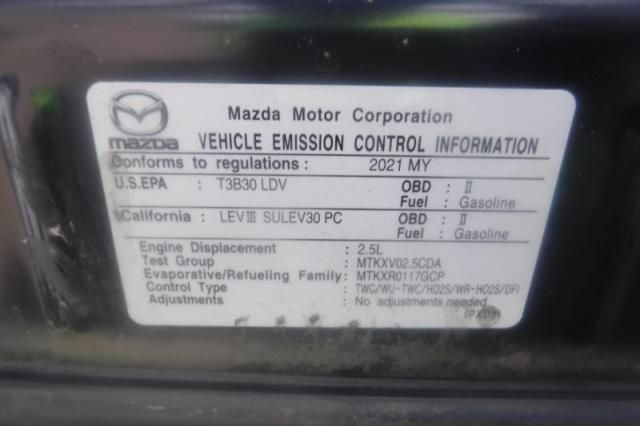 mazda
Mazda Motor Corporation
VEHICLE EMISSION CONTROL INFORMATION
Conforms to regulations : 2021 MY
U.S.EPA : T3B30 LDV OBD : II
Fuel : Gasoline
California : LEVⅢ SULEV30 PC OBD : II
Fuel : Gasoline
Engine Displacement : 2.5L
Test Group : MTKXV02.5CDA
Evaporative/Refueling Family: MTKXR0117GCP
Control Type : TWC/WU-TWC/HO2S/WR-HO2S/DFI
Adjustments : No adjustments needed